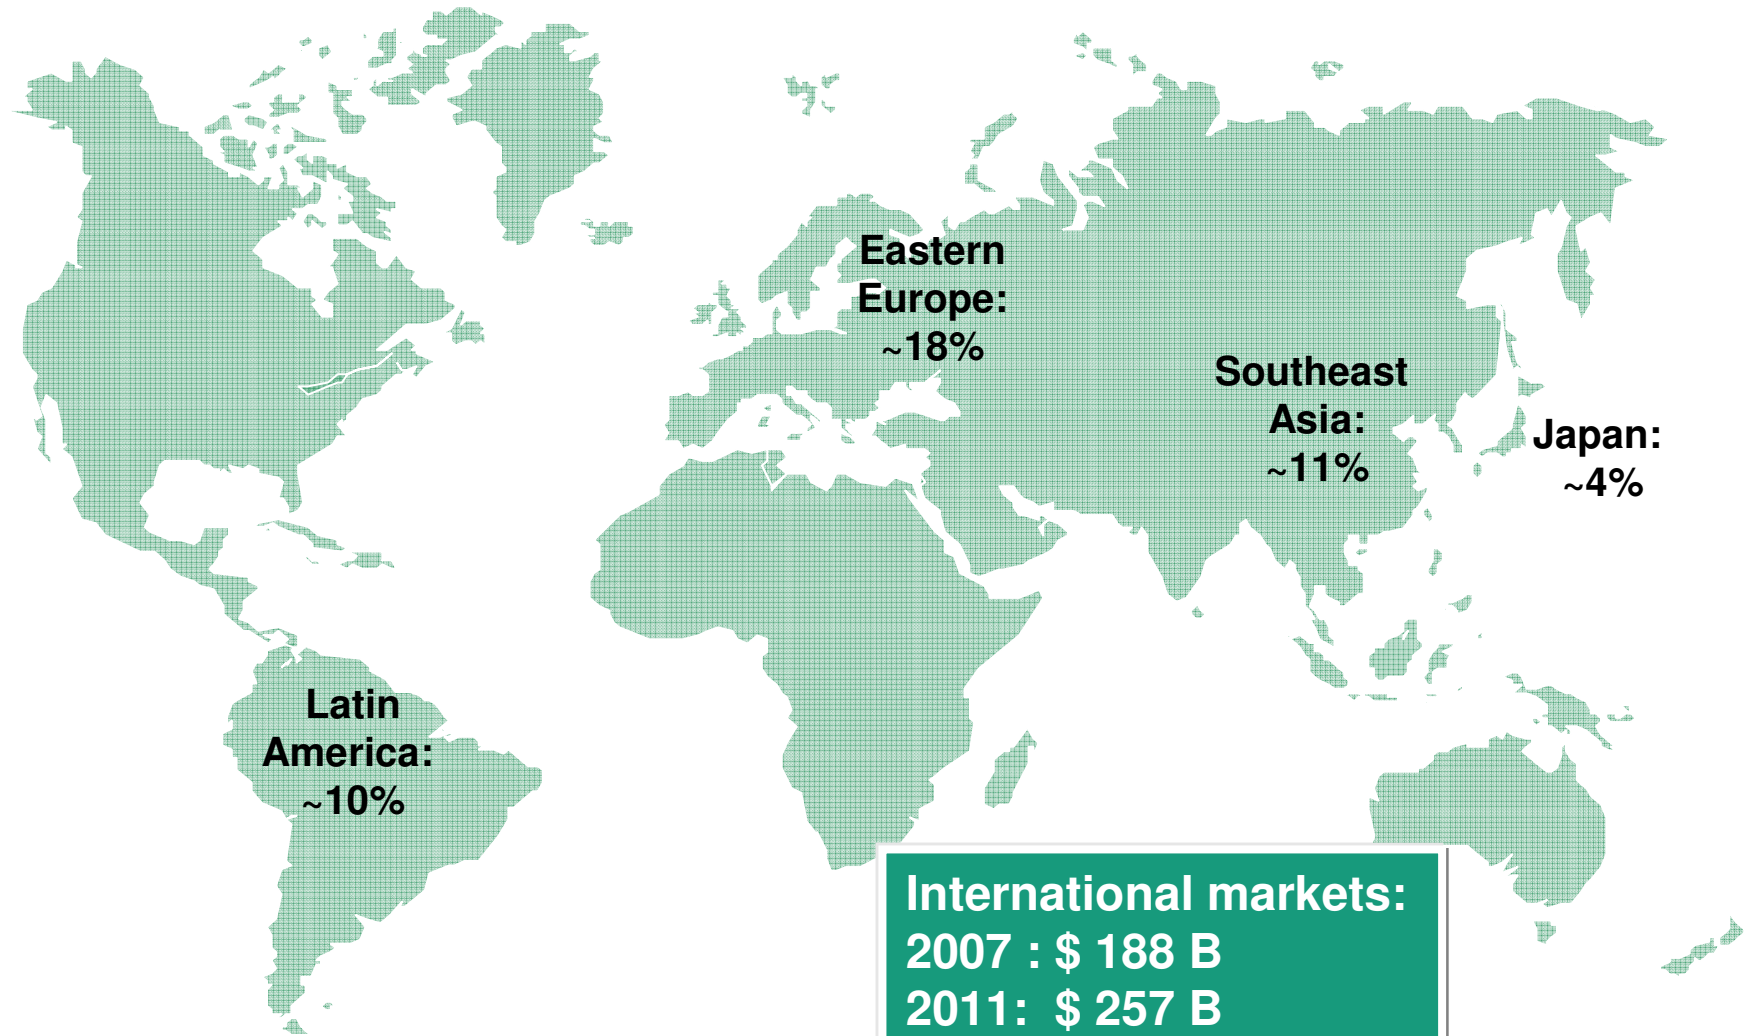 Eastern
Europe:
~18%
Southeast
Asia:
~11%
Japan:
~4%
Latin
America:
~10%
International markets:
2007 : $ 188 B
2011:  $ 257 B